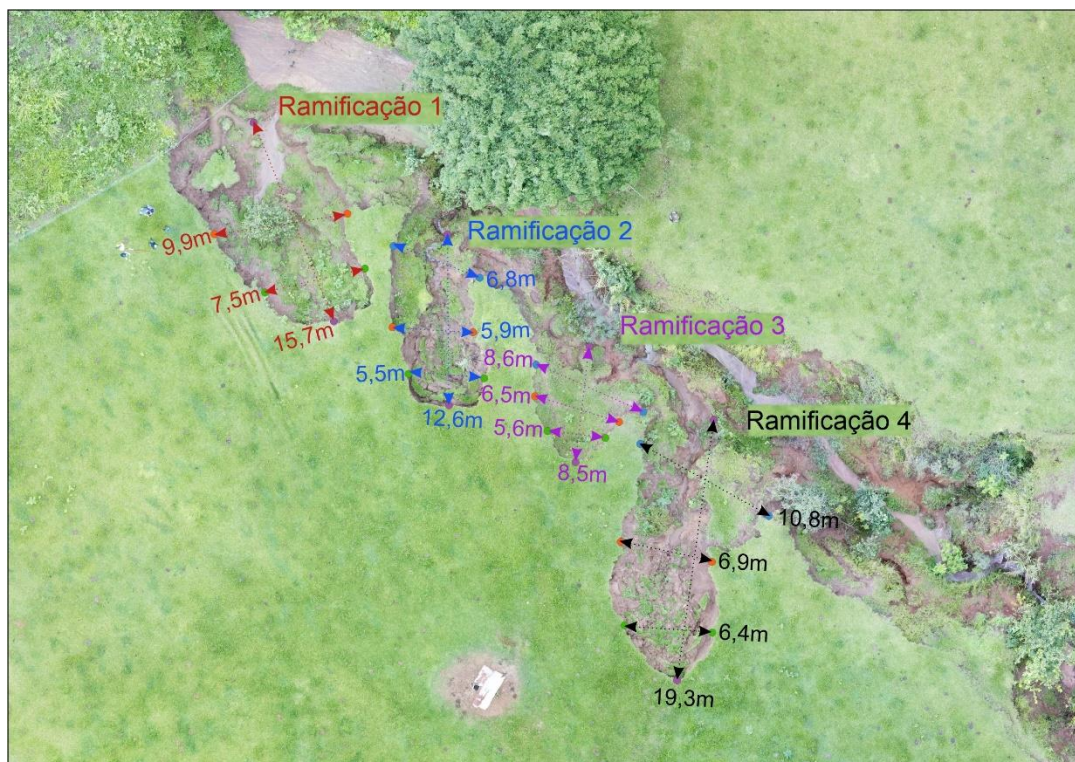 Ramificação 1
9,9m
7,5m
15,7m
Ramificação 2
6,8m
5,9m
5,5m
12,6m
Ramificação 3
8,6m
6,5m
5,6m
8,5m
Ramificação 4
10,8m
6,9m
6,4m
19,3m